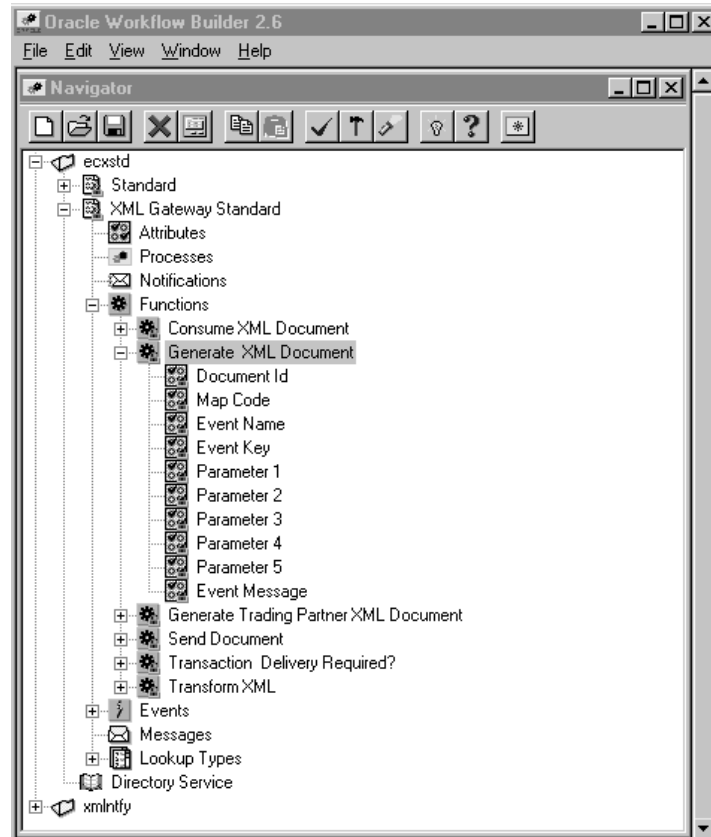 Oracle Workflow Builder 2.6
File Edit View Window Help
Navigator
ecxstd
Standard
XML Gateway Standard
Attributes
Processes
Notifications
Functions
Consume XML Document
Generate XML Document
Document Id
Map Code
Event Name
Event Key
Parameter 1
Parameter 2
Parameter 3
Parameter 4
Parameter 5
Event Message
Generate Trading Partner XML Document
Send Document
Transaction Delivery Required?
Transform XML
Events
Messages
Lookup Types
Directory Service
xmlntfy